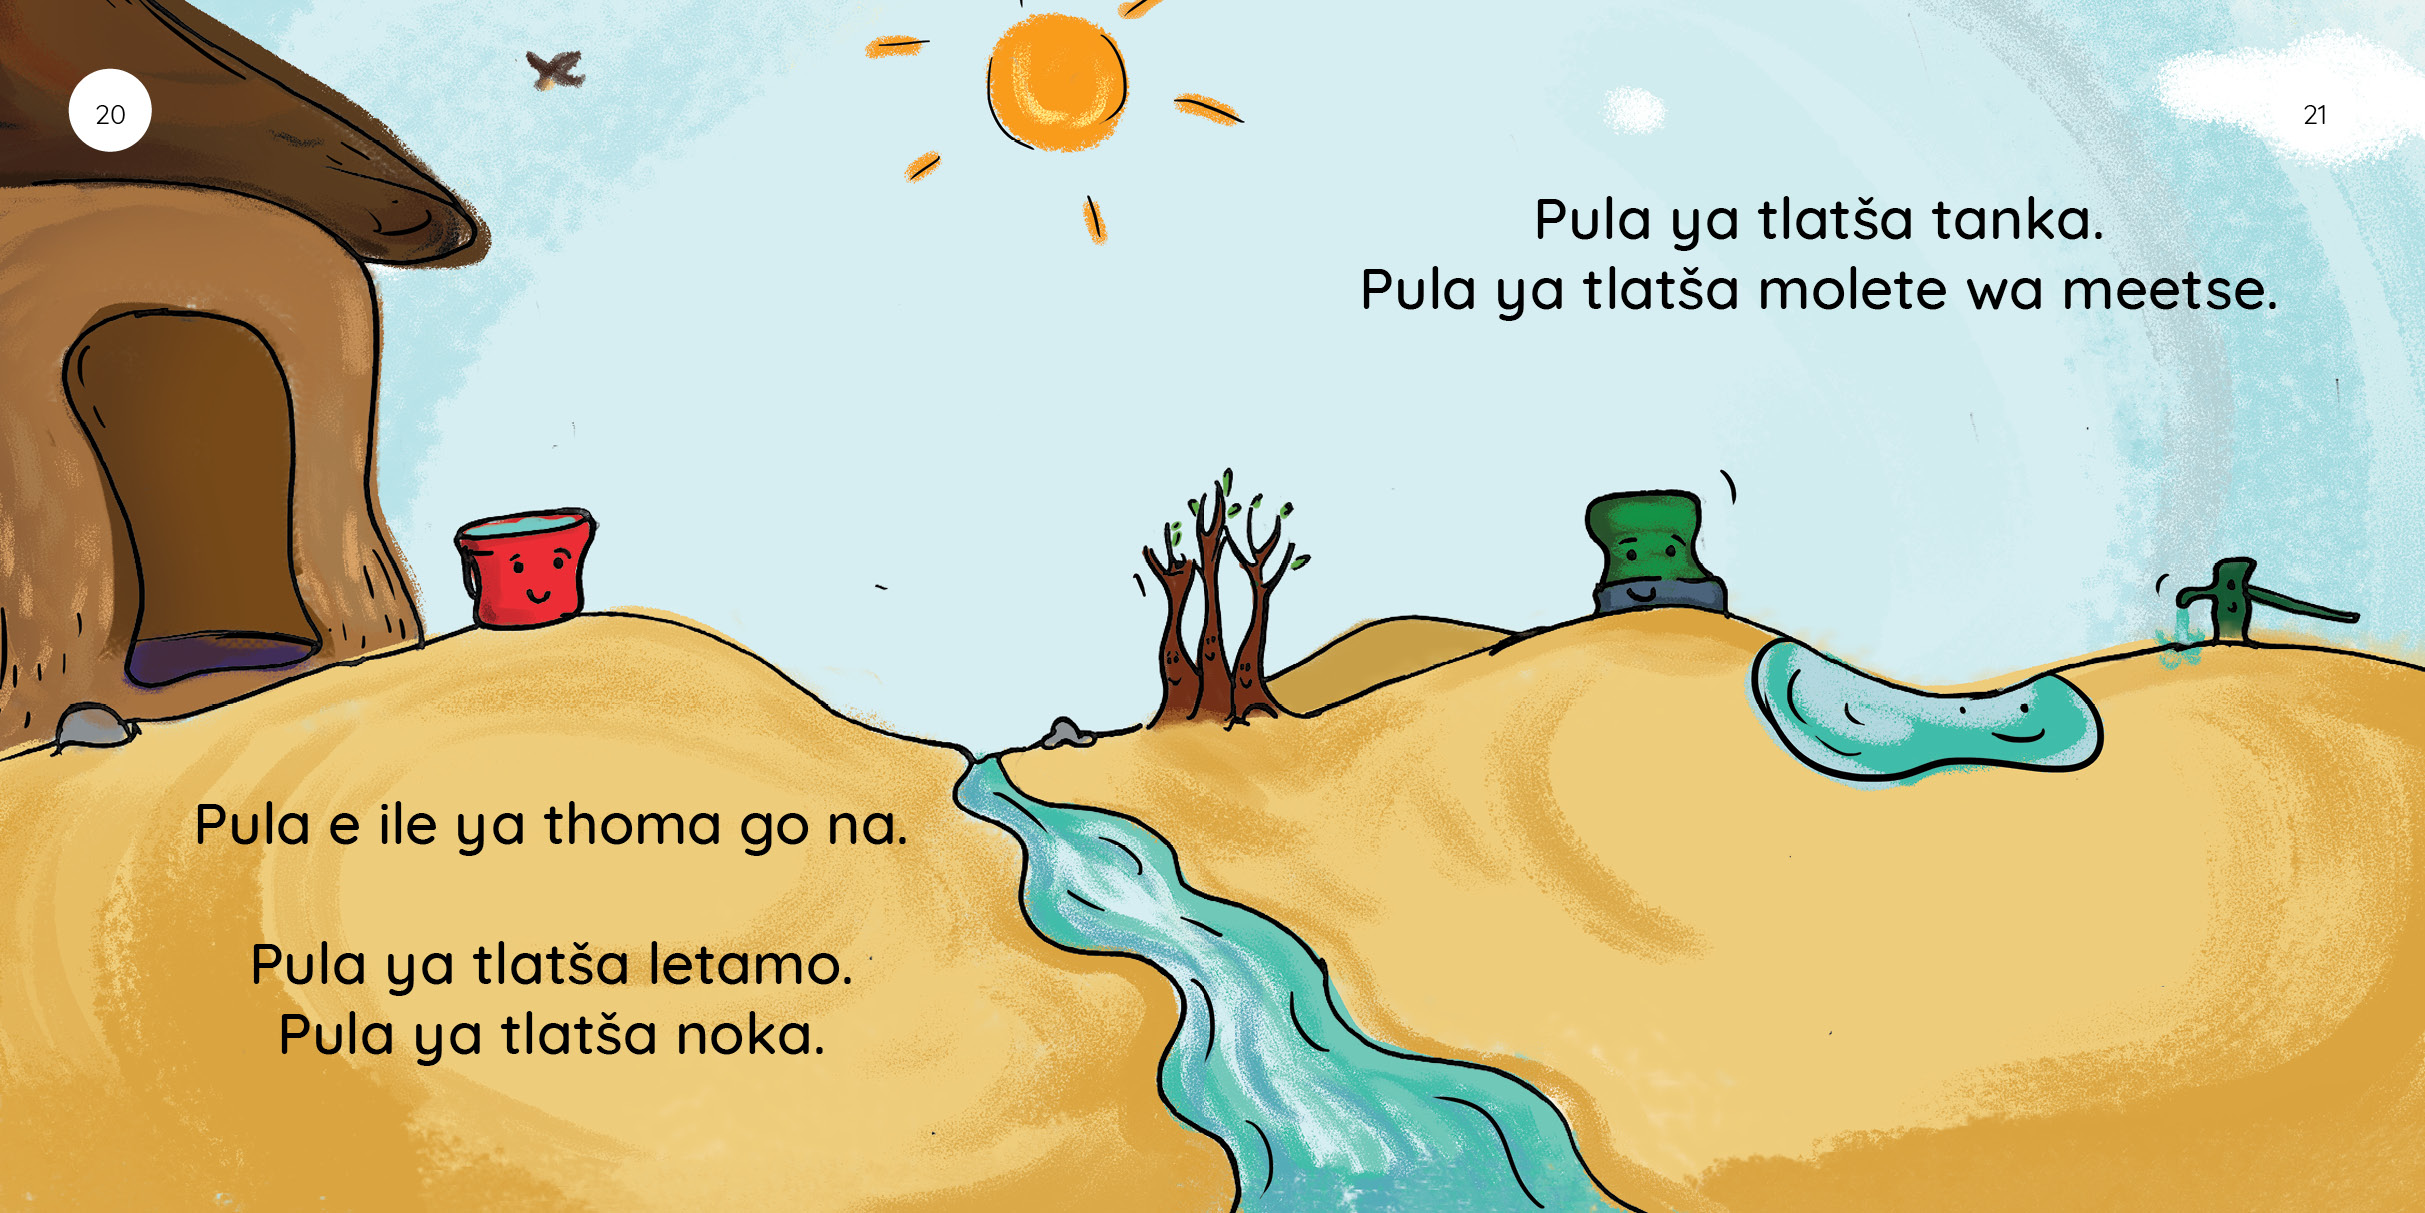 20
Pula e ile ya thoma go na.
Pula ya tlatša letamo.
Pula ya tlatša noka.
21
Pula ya tlatša tanka.
Pula ya tlatša molete wa meetse.